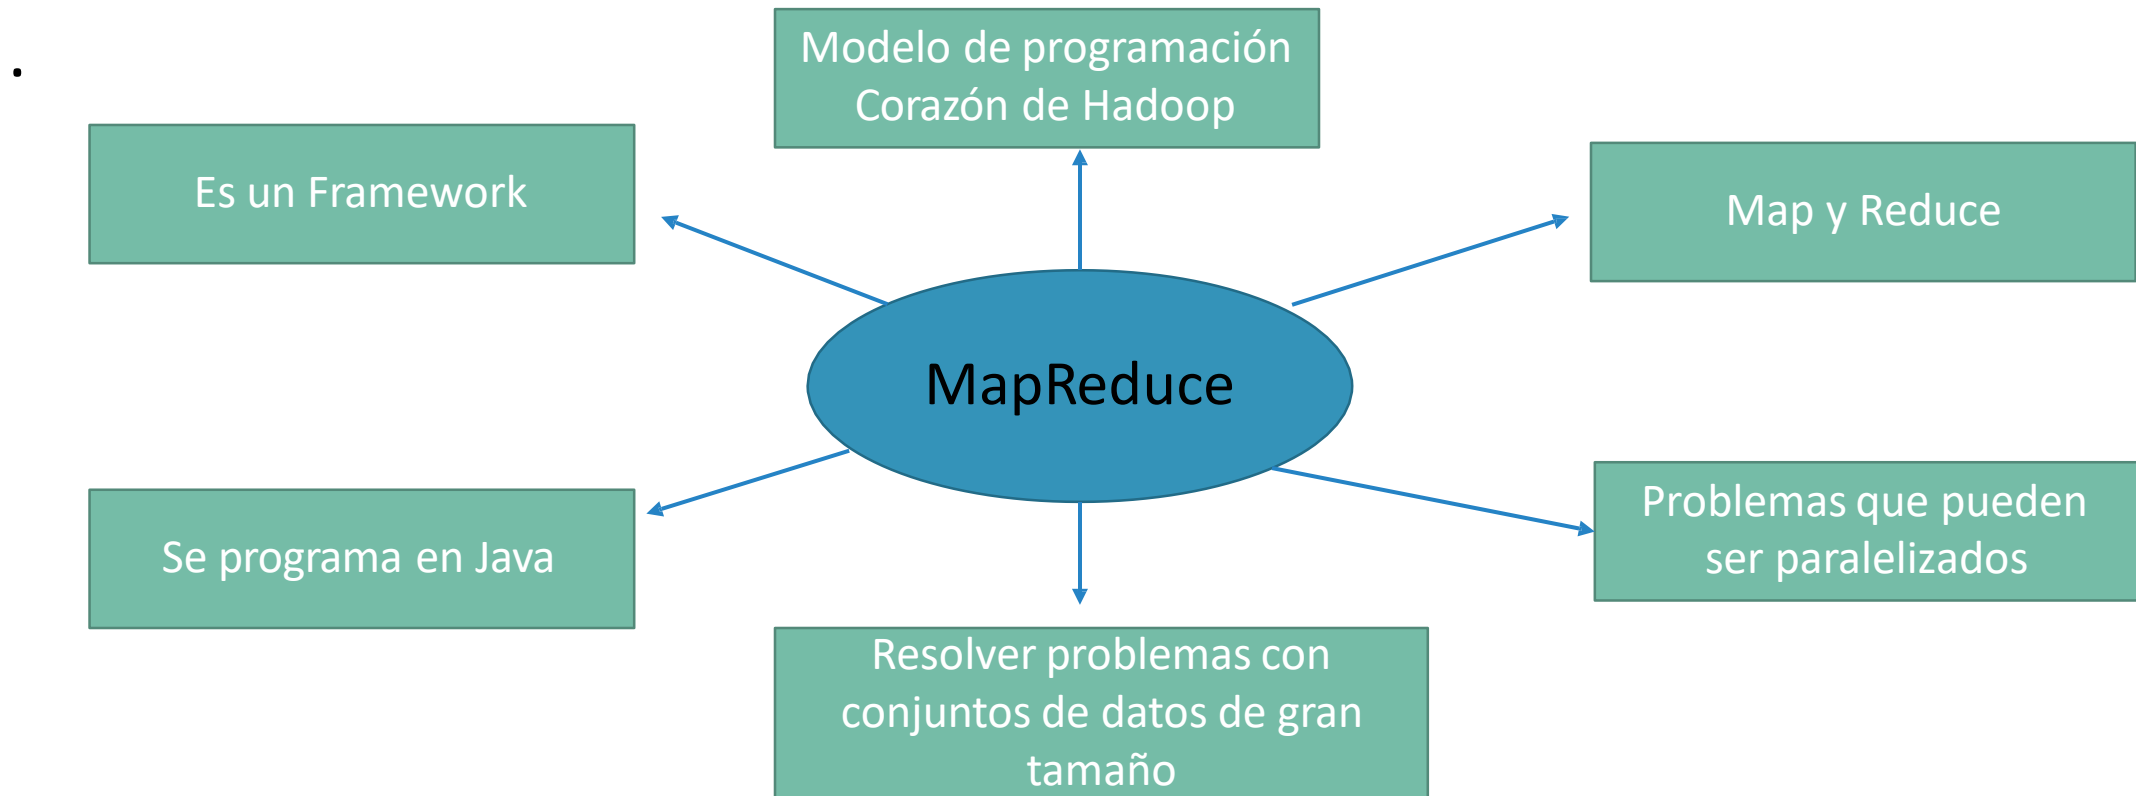 .
Modelo de programación
Corazón de Hadoop
Es un Framework
Map y Reduce
MapReduce
Se programa en Java
Problemas que pueden
ser paralelizados
Resolver problemas con
conjuntos de datos de gran
tamaño